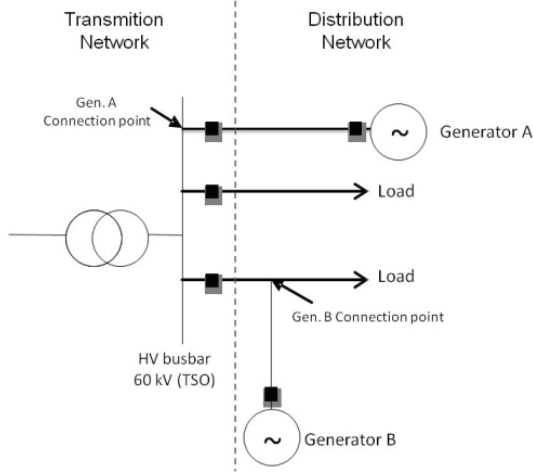 Transmition
Network
Distribution
Network
Gen. A
Connection point
~
Generator A
Load
Load
Gen. B Connection point
HV busbar
60 kV (TSO)
~
Generator B